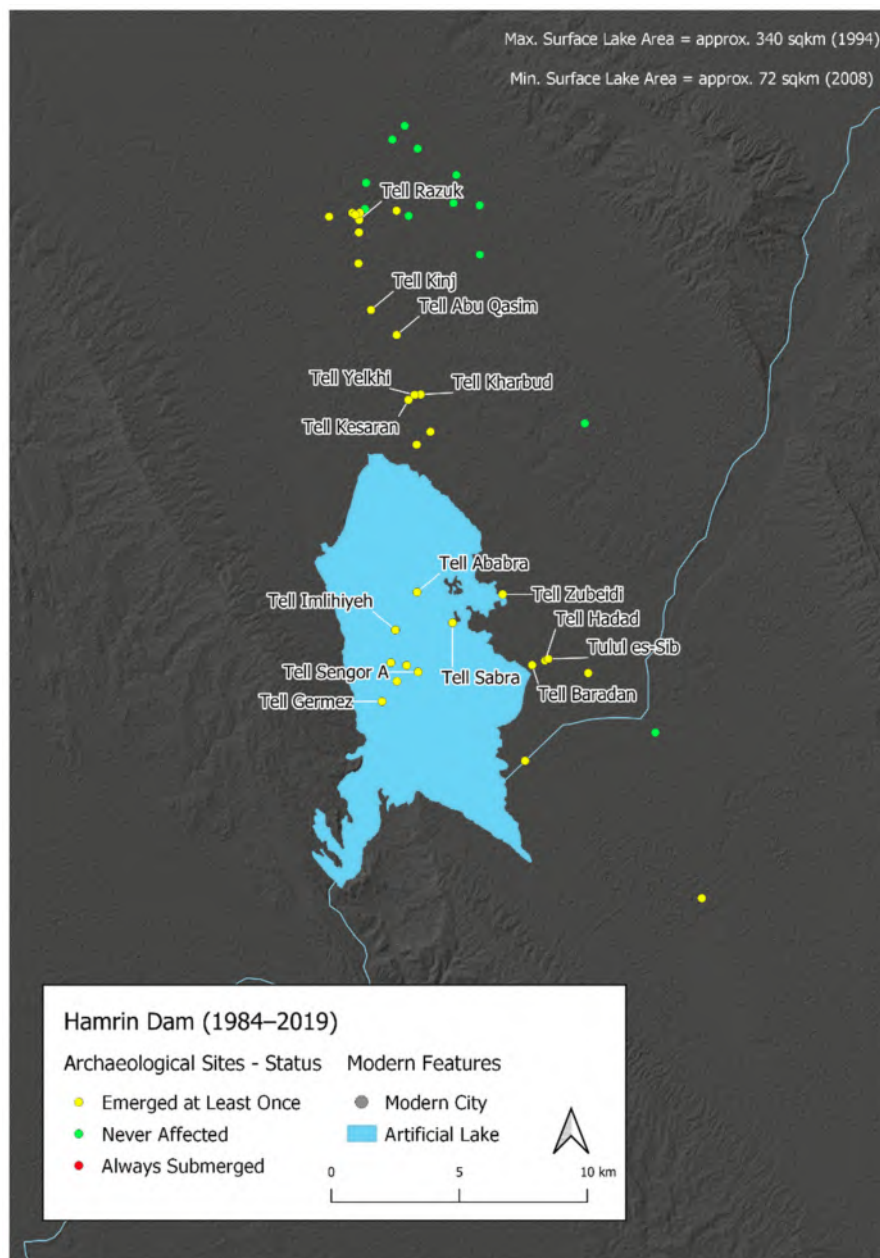 Max. Surface Lake Area = approx. 340 sqkm (1994)
Min. Surface Lake Area = approx. 72 sqkm (2008)
Tell Razuk
Tell Kinj
Tell Abu Qasim
Tell Yelkhi
Tell Kharbud
Tell Kesaran
Tell Ababra
Tell Zubeidi
Tell Imlihiyeh
Tell Hadad
Tulul es-Sib
Tell Sengor A
Tell Sabra
Tell Baradan
Tell Germez
Hamrin Dam (1984–2019)
Archaeological Sites - Status
Emerged at Least Once
Never Affected
Always Submerged
Modern Features
Modern City
Artificial Lake
0 5 10 km